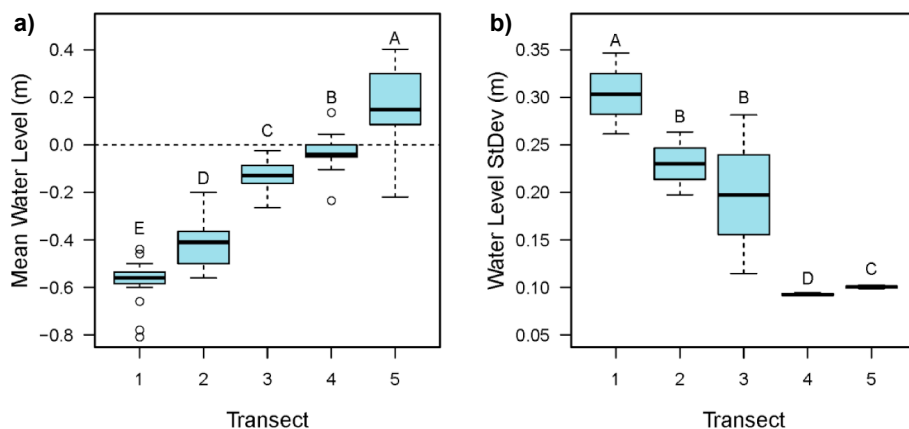 a)
Mean Water Level (m)
0.4
0.2
0.0
−0.2
−0.4
−0.6
−0.8
E
D
C
B
A
1 2 3 4 5
Transect
b)
Water Level StDev (m)
0.35
0.30
0.25
0.20
0.15
0.10
0.05
A
B
B
D
C
1 2 3 4 5
Transect